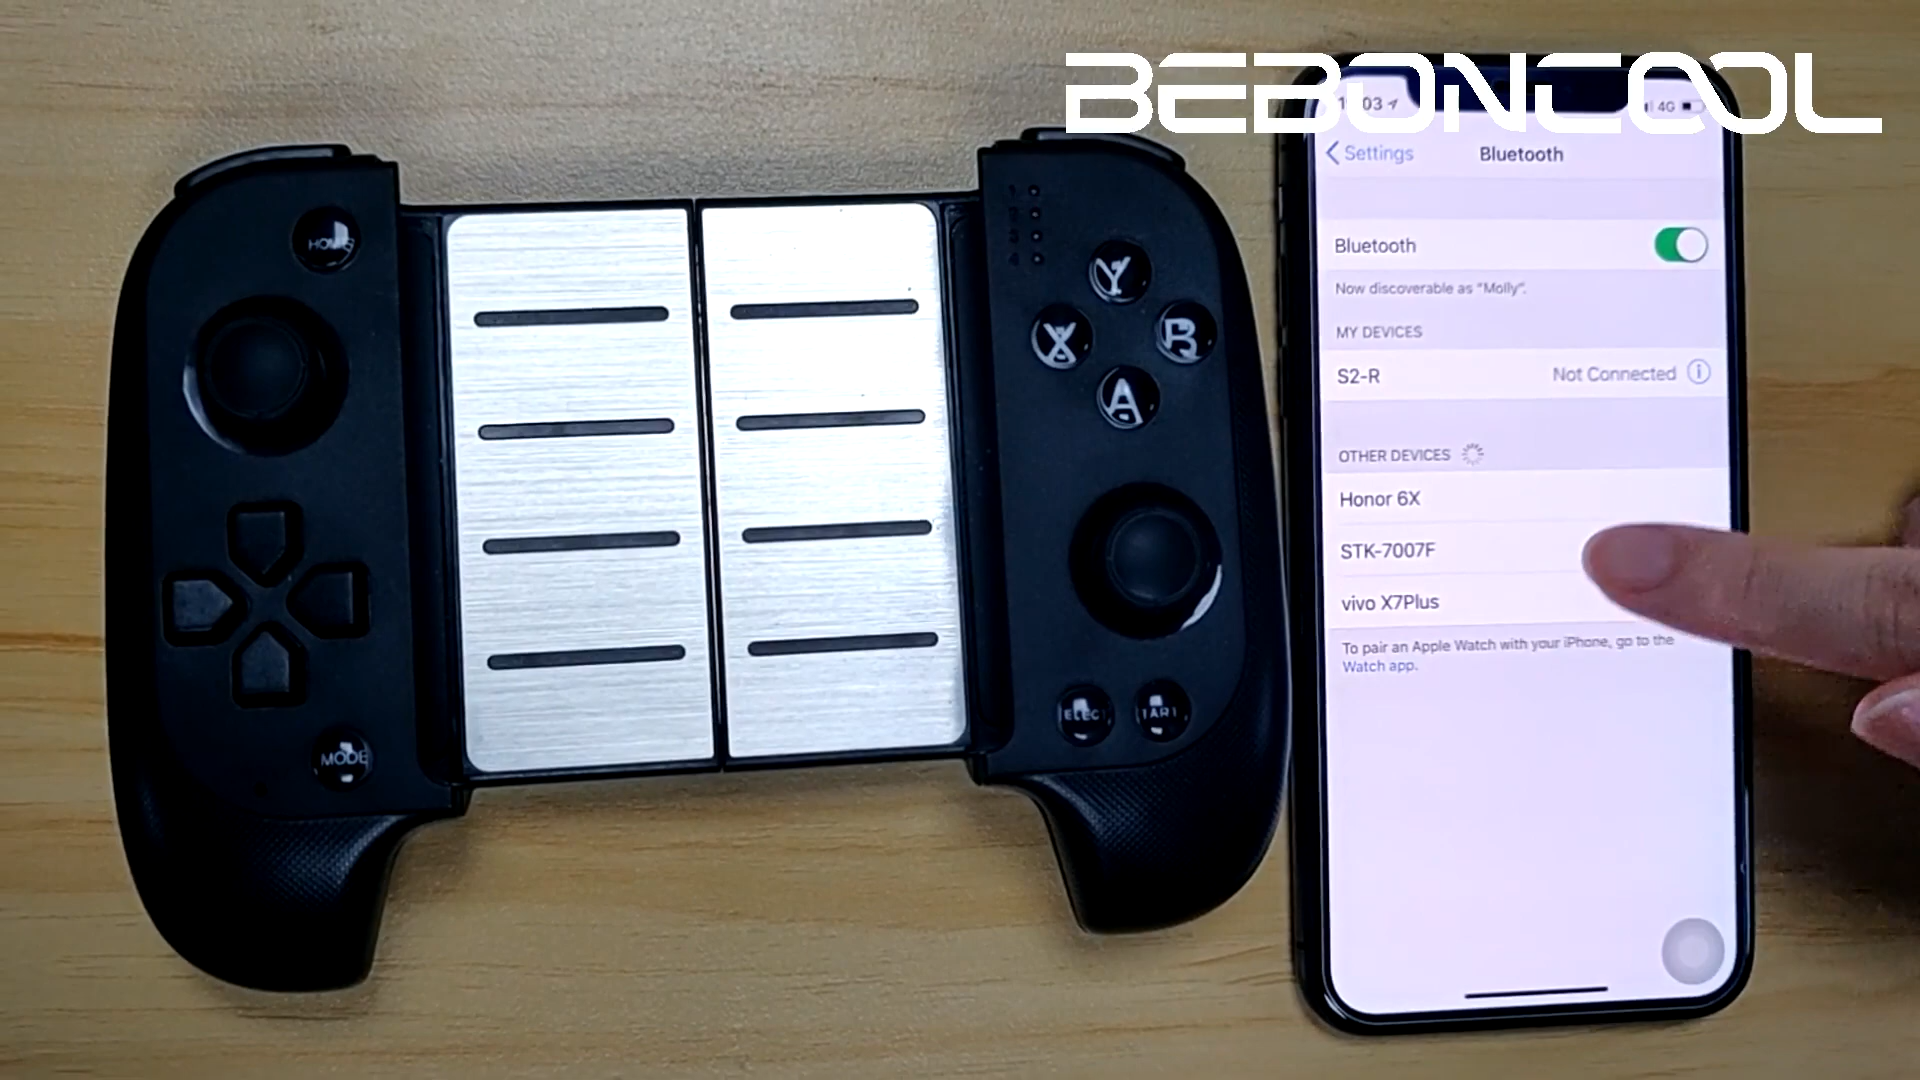 BEBONCOOL
4G
Settings
Bluetooth
Bluetooth
Now discoverable as "Molly".
MY DEVICES
S2-R
Not Connected
OTHER DEVICES
Honor 6X
STK-7007F
vivo X7Plus
To pair an Apple Watch with your iPhone, go to the
Watch app.
Y
X
B
A
MODE